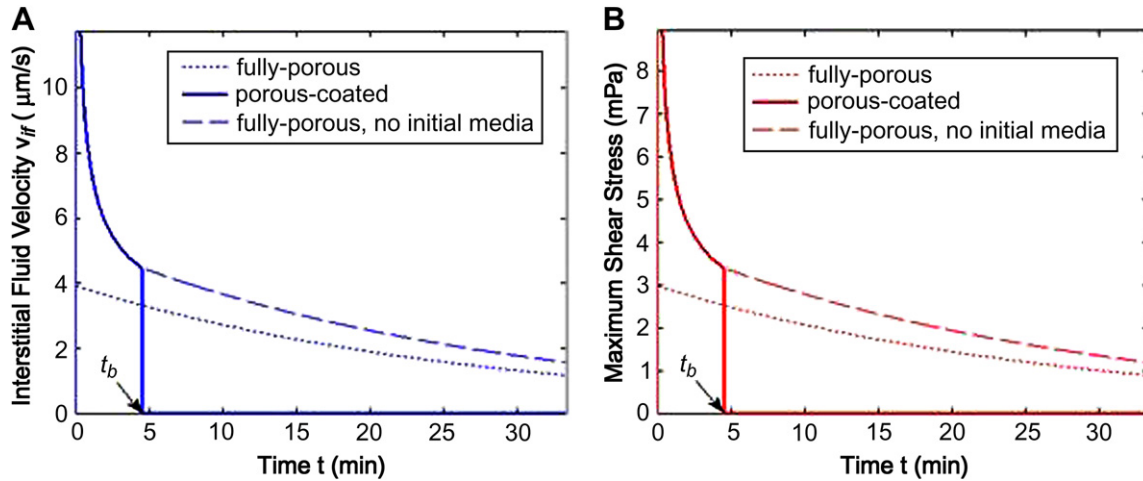 A
Interstitial Fluid Velocity v_if ( μm/s)
10
8
6
4
2
0
fully-porous
porous-coated
fully-porous, no initial media
t_b
0 5 10 15 20 25 30
Time t (min)
B
Maximum Shear Stress (mPa)
8
7
6
5
4
3
2
1
0
fully-porous
porous-coated
fully-porous, no initial media
t_b
0 5 10 15 20 25 30
Time t (min)